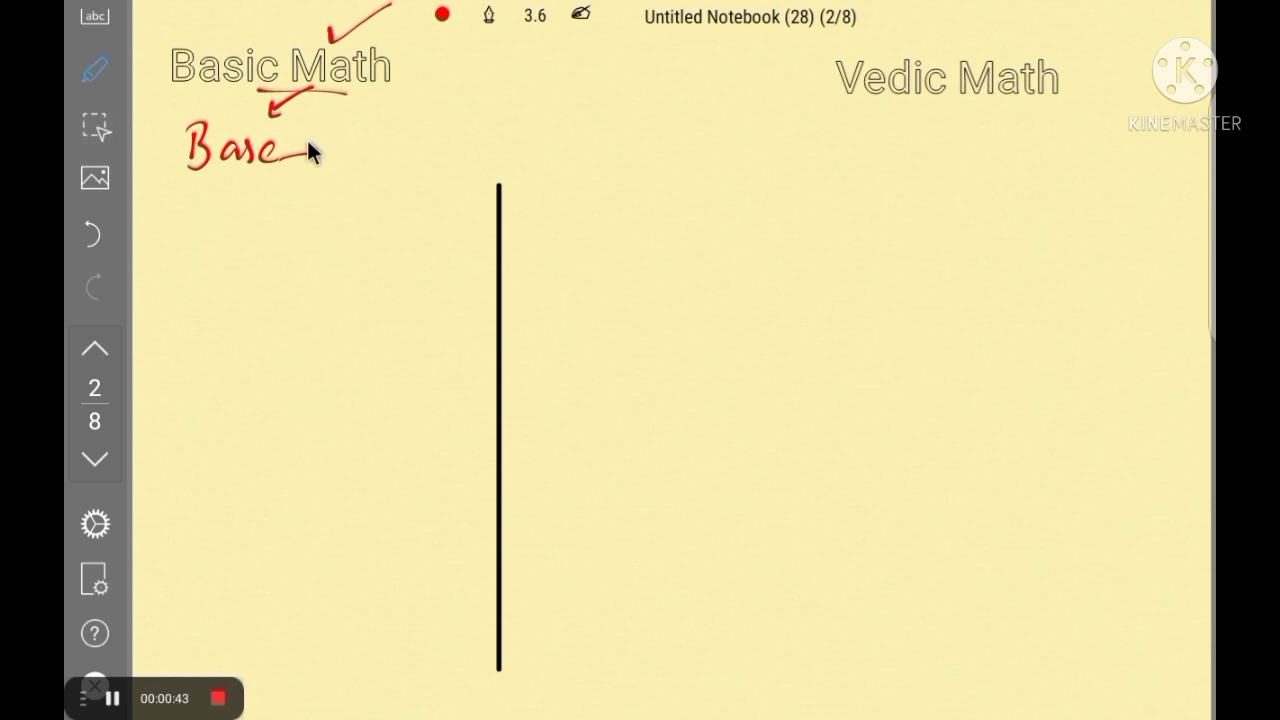 abc
3.6 Untitled Notebook (28) (2/8)
Basic Math
Vedic Math
K
KINEMASTER
Base
2
8
?
00:00:43